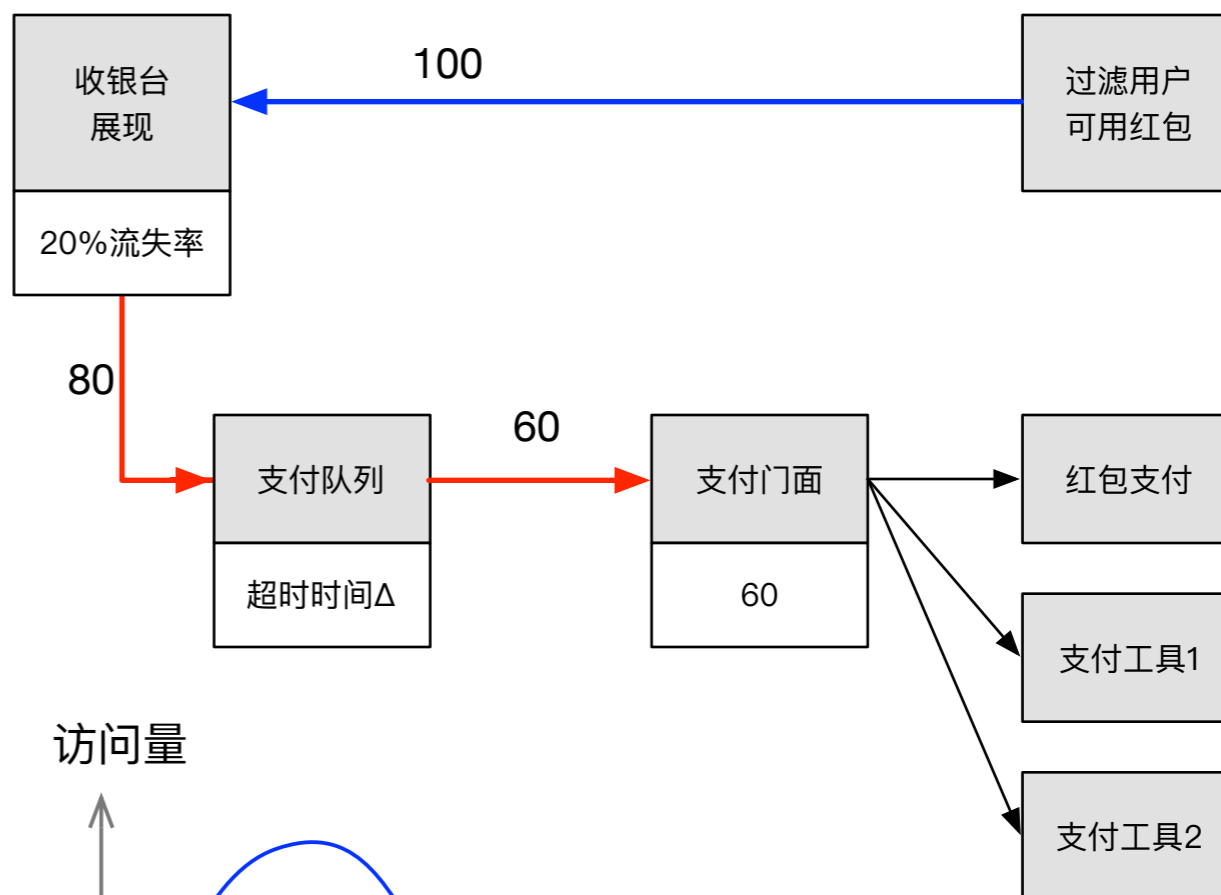 收银台
展现
20%流失率
100
过滤用户
可用红包
80
支付队列
超时时间Δ
60
支付门面
60
红包支付
支付工具1
支付工具2
访问量